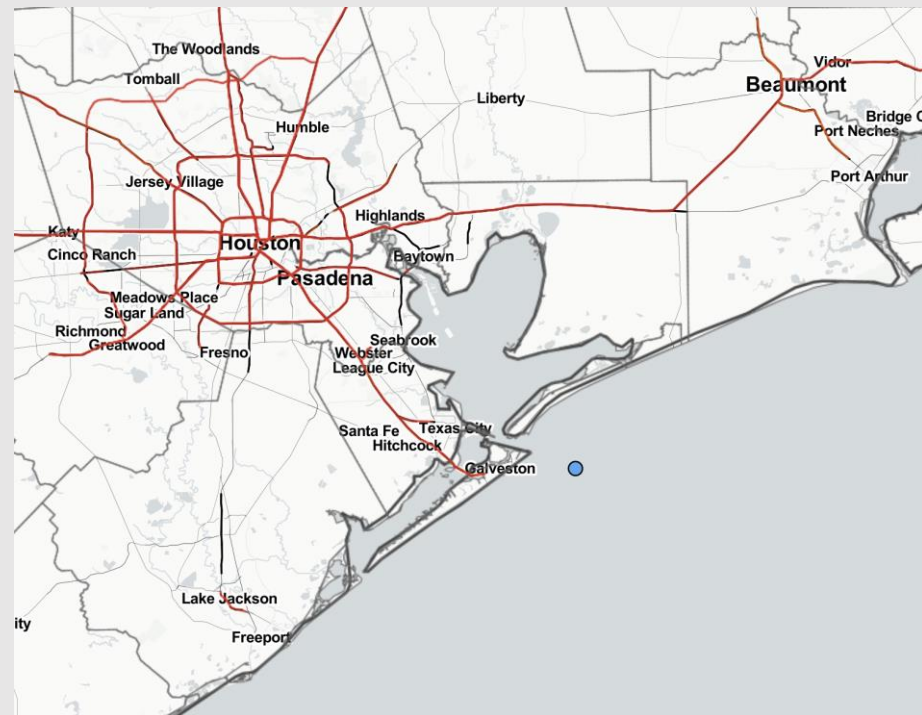 The Woodlands
Vidor
Tomball
Beaumont
Liberty
Bridge C
Humble
Port Neches
Port Arthur
Jersey Village
Highlands
Katy
Houston
Cinco Ranch
Baytown
Pasadena
Meadows Place
Sugar Land
Richmond
Seabrook
Greatwood
Fresno
Webster
League City
Santa Fe
Texas City
Hitchcock
Galveston
Lake Jackson
ity
Freeport